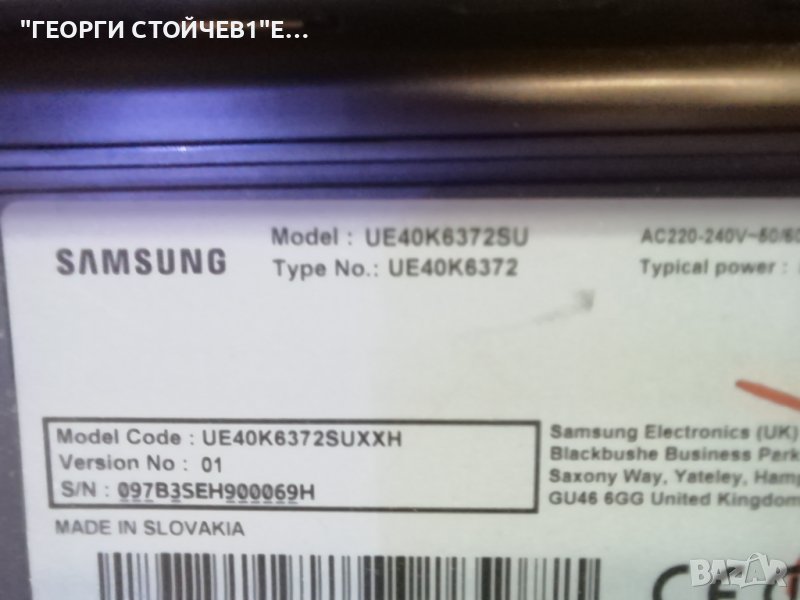 "ГЕОРГИ СТОЙЧЕВ1"Е...
SAMSUNG
Model : UE40K6372SU
Type No.: UE40K6372
AC220-240V~50/60
Typical power :
Model Code : UE40K6372SUXXH
Version No : 01
S/N : 097B3SEH900069H
MADE IN SLOVAKIA
Samsung Electronics (UK)
Blackbushe Business Park
Saxony Way, Yateley, Hamp
GU46 6GG United Kingdom
CE
BAZAR